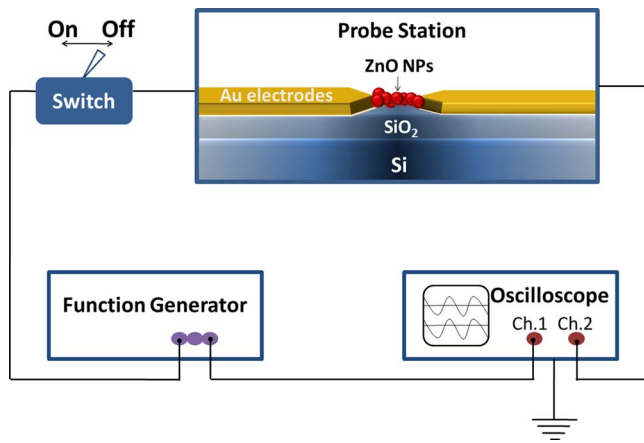 On Off
Switch
Probe Station
ZnO NPs
Au electrodes
SiO₂
Si
Function Generator
Oscilloscope
Ch.1 Ch.2